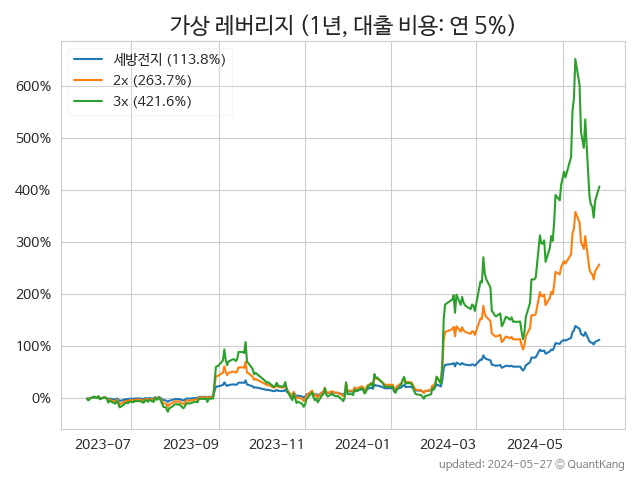 가상 레버리지 (1년, 대출 비용: 연 5%)
세방전지 (113.8%)
2x (263.7%)
3x (421.6%)
600%
500%
400%
300%
200%
100%
0%
2023-07 2023-09 2023-11 2024-01 2024-03 2024-05
updated: 2024-05-27 © QuantKang